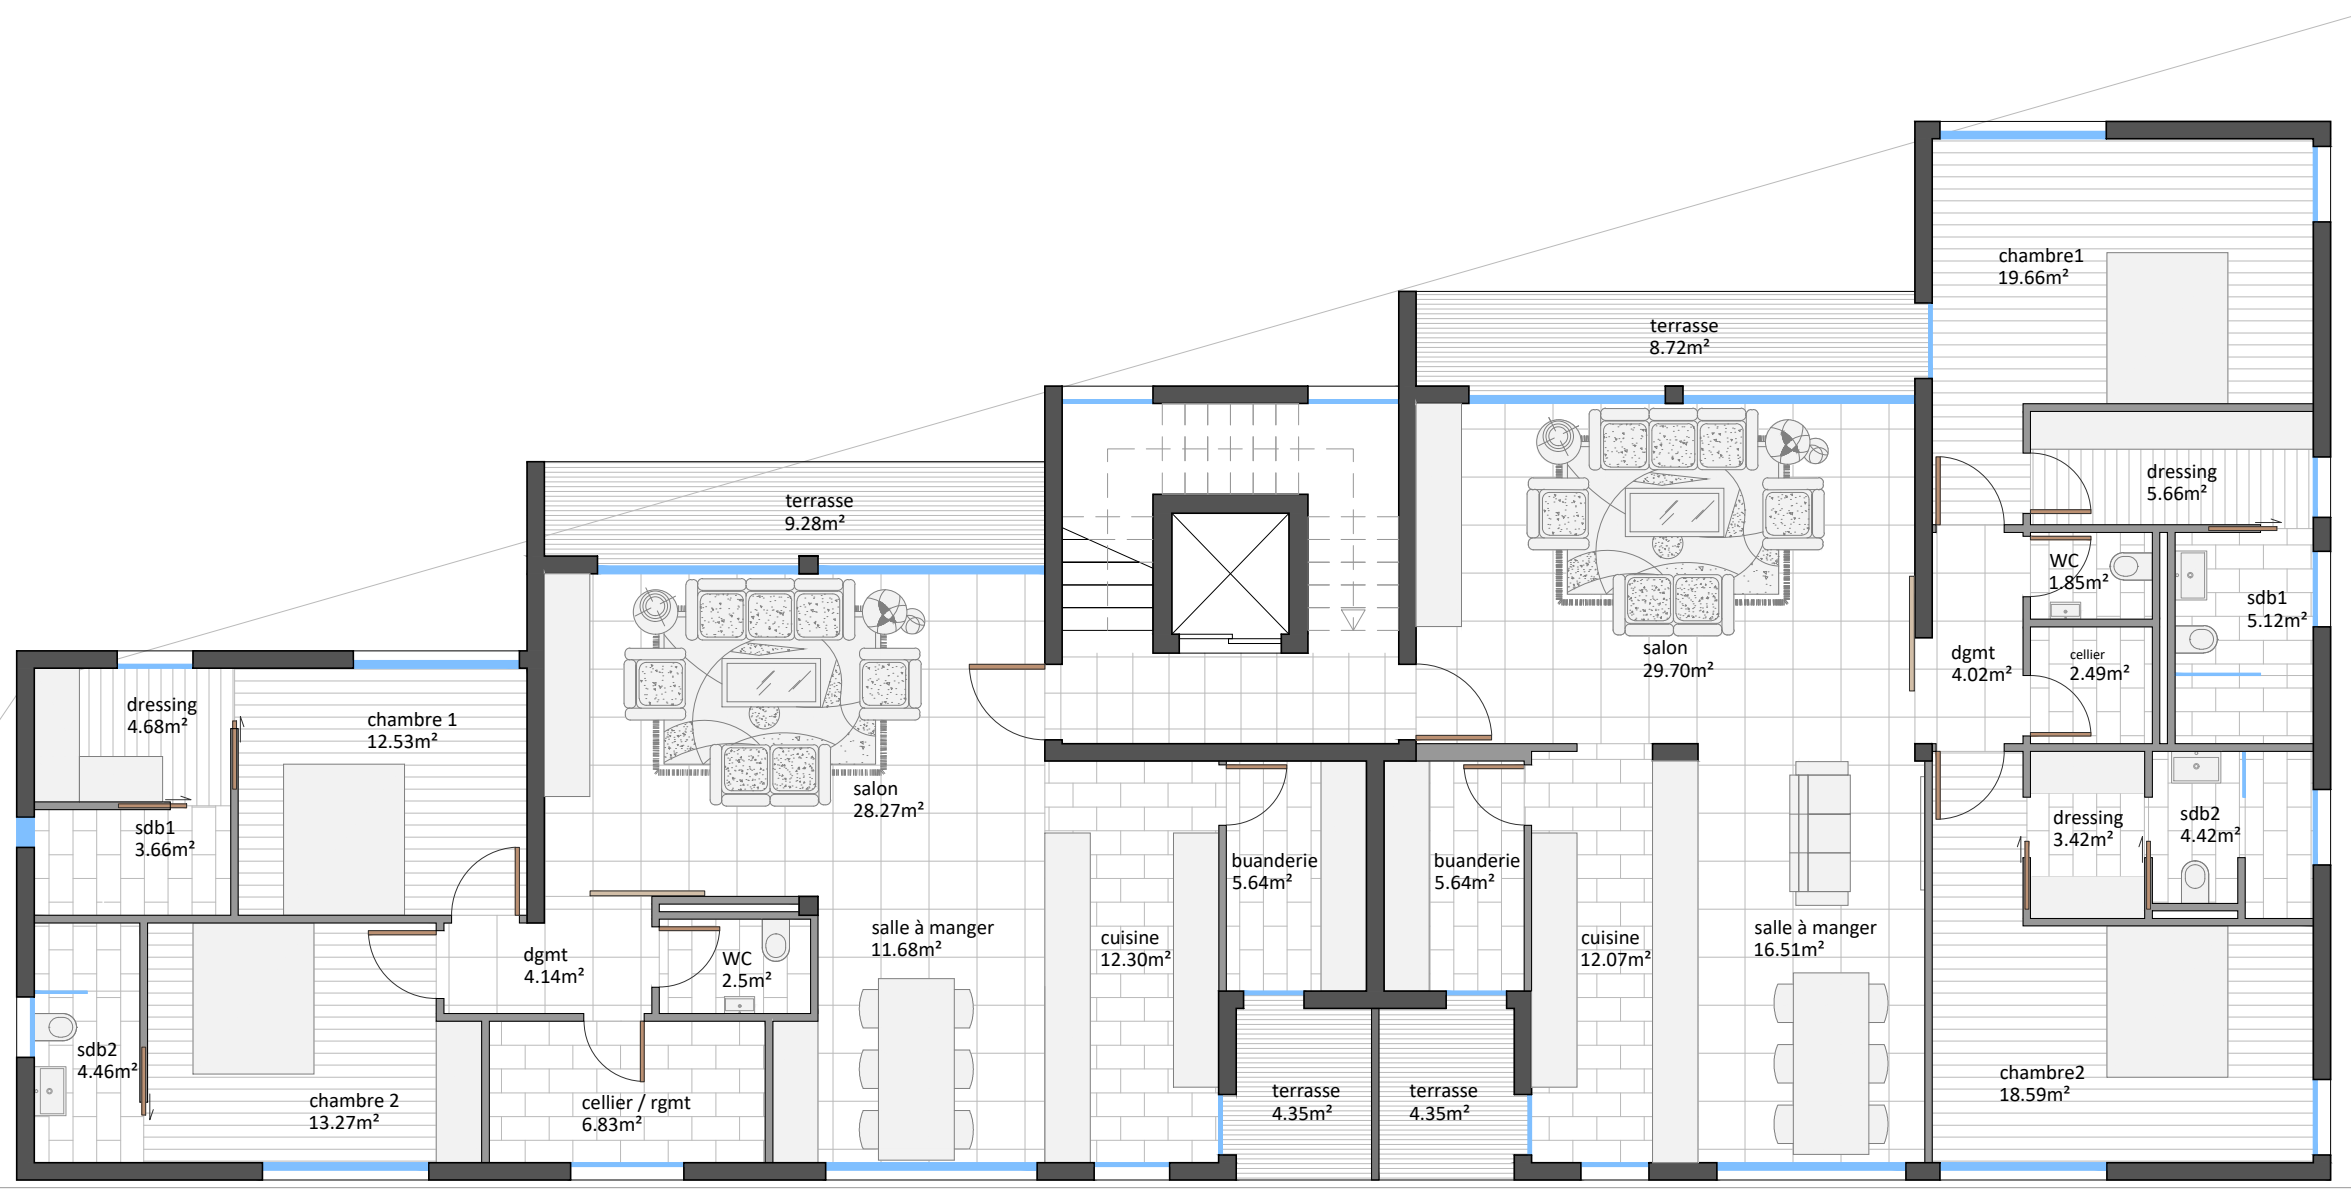 chambre1
19.66m²
terrasse
8.72m²
dressing
5.66m²
terrasse
9.28m²
WC
1.85m²
sdb1
5.12m²
salon
29.70m²
dgmt
4.02m²
cellier
2.49m²
dressing
4.68m²
chambre 1
12.53m²
salon
28.27m²
sdb1
3.66m²
dressing
3.42m²
sdb2
4.42m²
buanderie
5.64m²
buanderie
5.64m²
salle à manger
11.68m²
cuisine
12.30m²
cuisine
12.07m²
salle à manger
16.51m²
dgmt
4.14m²
WC
2.5m²
sdb2
4.46m²
chambre 2
13.27m²
cellier / rgmt
6.83m²
terrasse
4.35m²
terrasse
4.35m²
chambre2
18.59m²